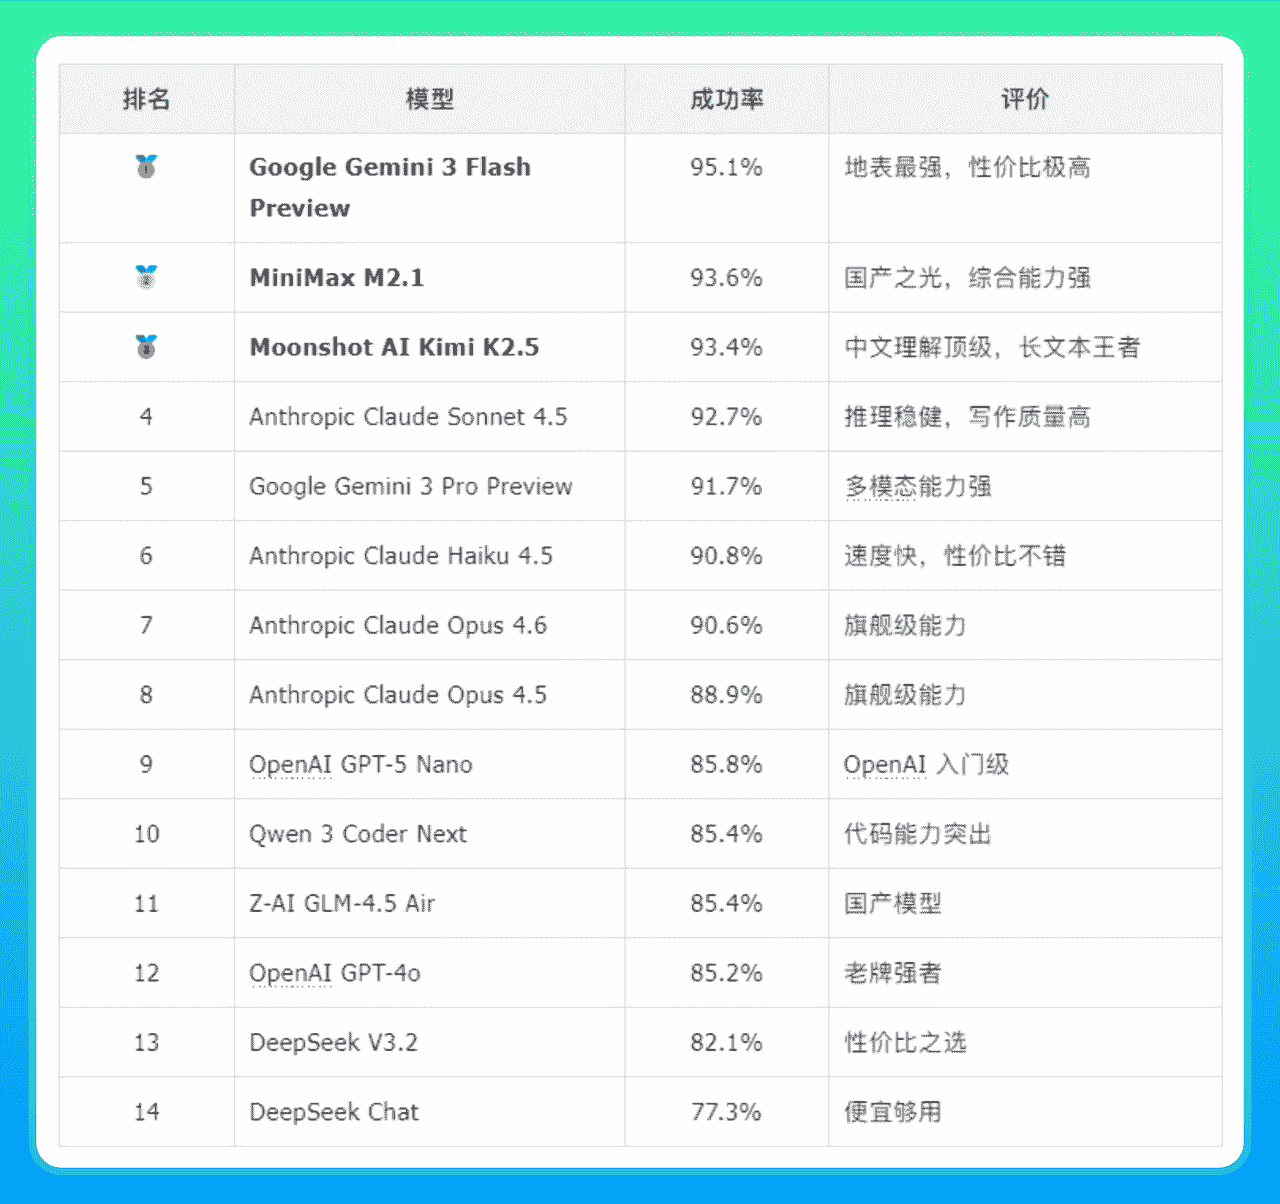 排名 模型 成功率 评价
1 Google Gemini 3 Flash 95.1% 地表最强，性价比极高
Preview
2 MiniMax M2.1 93.6% 国产之光，综合能力强
3 Moonshot AI Kimi K2.5 93.4% 中文理解顶级，长文本王者
4 Anthropic Claude Sonnet 4.5 92.7% 推理稳健，写作质量高
5 Google Gemini 3 Pro Preview 91.7% 多模态能力强
6 Anthropic Claude Haiku 4.5 90.8% 速度快，性价比不错
7 Anthropic Claude Opus 4.6 90.6% 旗舰级能力
8 Anthropic Claude Opus 4.5 88.9% 旗舰级能力
9 OpenAI GPT-5 Nano 85.8% OpenAI 入门级
10 Qwen 3 Coder Next 85.4% 代码能力突出
11 Z-AI GLM-4.5 Air 85.4% 国产模型
12 OpenAI GPT-4o 85.2% 老牌强者
13 DeepSeek V3.2 82.1% 性价比之选
14 DeepSeek Chat 77.3% 便宜够用